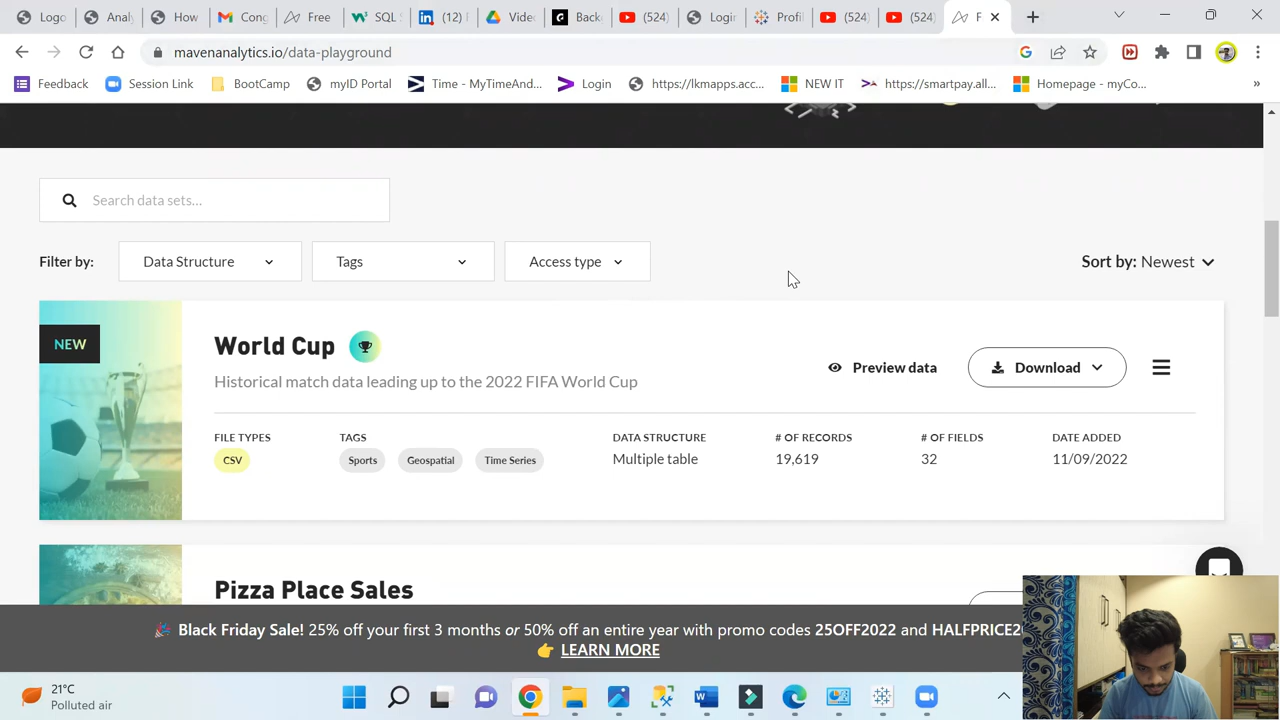 Logo
Analy
How
Cong
Free
SQL
(12)
Video
Back
(524)
Login
Profil
(524)
(524)
F
mavenanalytics.io/data-playground
Feedback
Session Link
BootCamp
myID Portal
Time - MyTimeAnd...
Login
https://lkmapps.acc...
NEW IT
https://smartpay.all...
Homepage - myCo...
»
Search data sets...
Filter by:
Data Structure
Tags
Access type
Sort by: Newest
NEW
World Cup
Historical match data leading up to the 2022 FIFA World Cup
Preview data
Download
FILE TYPES
TAGS
DATA STRUCTURE
# OF RECORDS
# OF FIELDS
DATE ADDED
CSV
Sports
Geospatial
Time Series
Multiple table
19,619
32
11/09/2022
Pizza Place Sales
Black Friday Sale! 25% off your first 3 months or 50% off an entire year with promo codes 25OFF2022 and HALFPRICE2
LEARN MORE
21°C
Polluted air